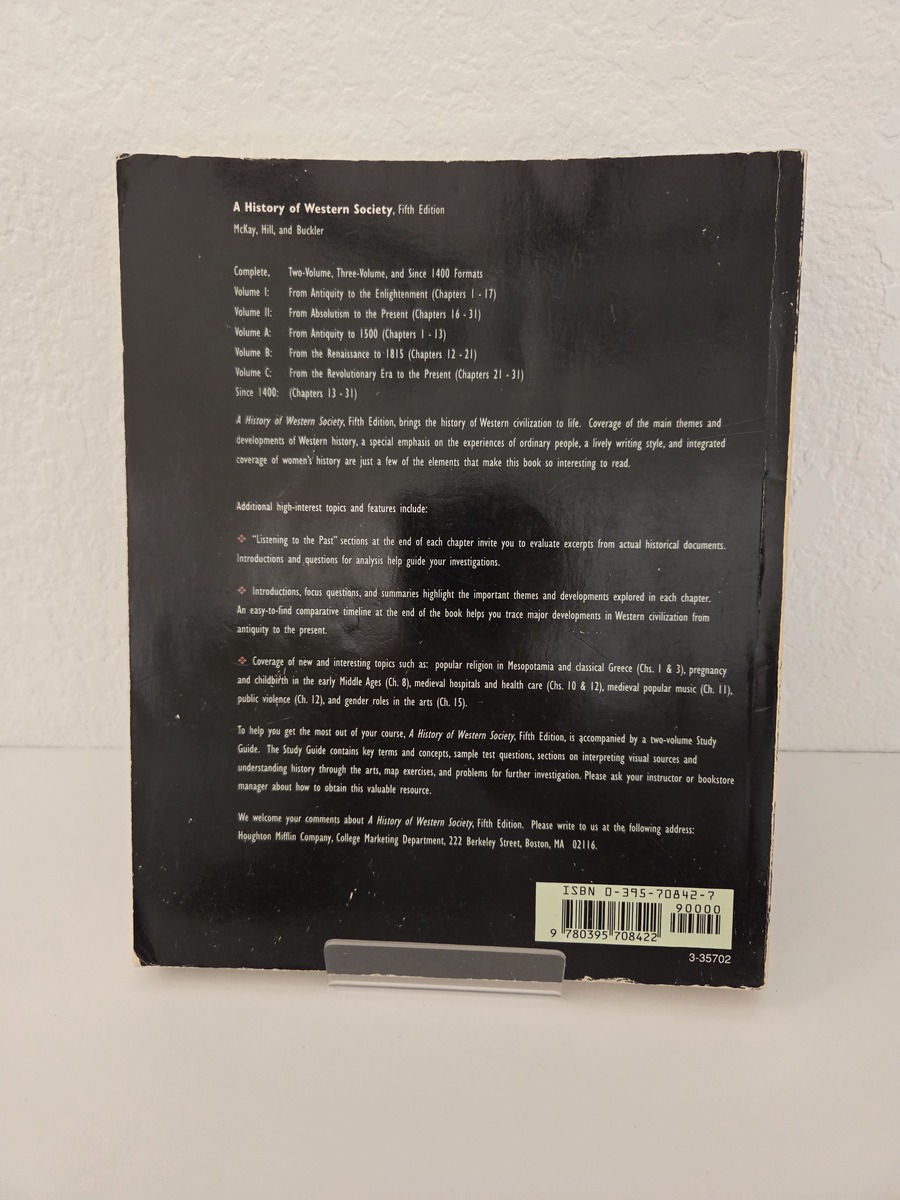 A History of Western Society, Fifth Edition
McKay, Hill, and Buckler
Complete, Two-Volume, Three-Volume, and Since 1400 Formats
Volume I: From Antiquity to the Enlightenment (Chapters 1 - 17)
Volume II: From Absolutism to the Present (Chapters 16 - 31)
Volume A: From Antiquity to 1500 (Chapters 1 - 13)
Volume B: From the Renaissance to 1815 (Chapters 12 - 21)
Volume C: From the Revolutionary Era to the Present (Chapters 21 - 31)
Since 1400: (Chapters 13 - 31)
A History of Western Society, Fifth Edition, brings the history of Western civilization to life. Coverage of the main themes and
developments of Western history, a special emphasis on the experiences of ordinary people, a lively writing style, and integrated
coverage of women's history are just a few of the elements that make this book so interesting to read.
Additional high-interest topics and features include:
❖ "Listening to the Past" sections at the end of each chapter invite you to evaluate excerpts from actual historical documents.
Introductions and questions for analysis help guide your investigations.
❖ Introductions, focus questions, and summaries highlight the important themes and developments explored in each chapter.
An easy-to-find comparative timeline at the end of the book helps you trace major developments in Western civilization from
antiquity to the present.
❖ Coverage of new and interesting topics such as: popular religion in Mesopotamia and classical Greece (Chs. 1 & 3), pregnancy
and childbirth in the early Middle Ages (Ch. 8), medieval hospitals and health care (Chs. 10 & 12), medieval popular music (Ch. 11),
public violence (Ch. 12), and gender roles in the arts (Ch. 15).
To help you get the most out of your course, A History of Western Society, Fifth Edition, is accompanied by a two-volume Study
Guide. The Study Guide contains key terms and concepts, sample test questions, sections on interpreting visual sources and
understanding history through the arts, map exercises, and problems for further investigation. Please ask your instructor or bookstore
manager about how to obtain this valuable resource.
We welcome your comments about A History of Western Society, Fifth Edition. Please write to us at the following address:
Houghton Mifflin Company, College Marketing Department, 222 Berkeley Street, Boston, MA 02116.
ISBN 0-395-70842-7
90000
9 780395 708422
3-35702